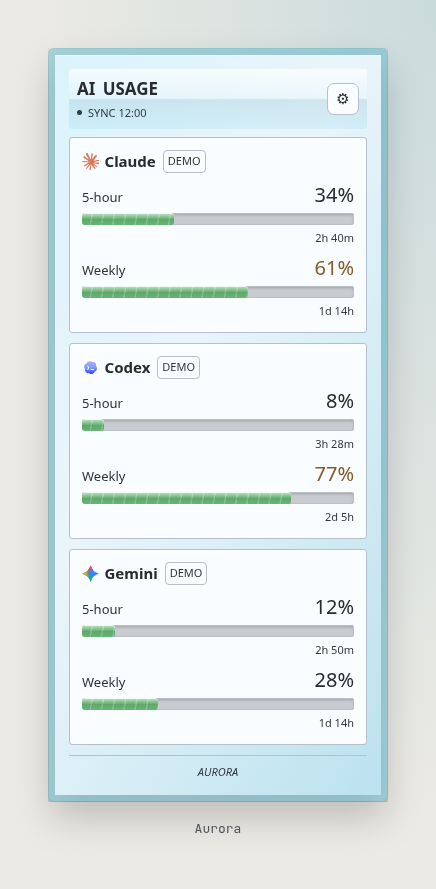 AI USAGE
SYNC 12:00
Claude DEMO
5-hour 34%
2h 40m
Weekly 61%
1d 14h
Codex DEMO
5-hour 8%
3h 28m
Weekly 77%
2d 5h
Gemini DEMO
5-hour 12%
2h 50m
Weekly 28%
1d 14h
AURORA
Aurora